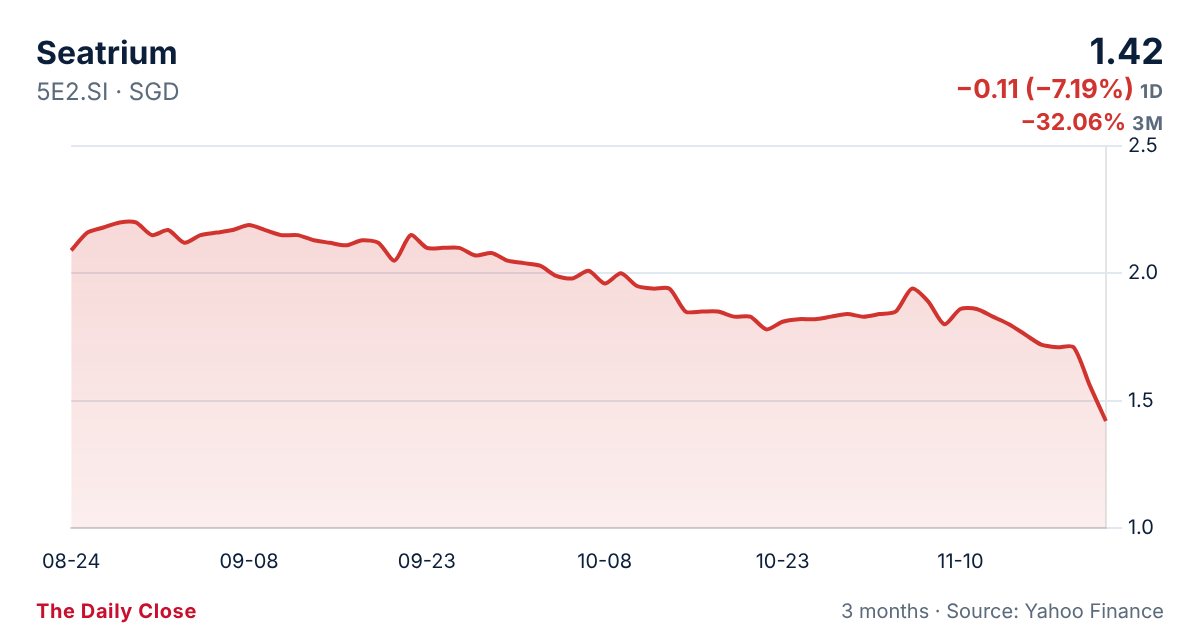 Seatrium
1.42
5E2.SI · SGD
−0.11 (−7.19%) 1D
−32.06% 3M
2.5
2.0
1.5
1.0
08-24 09-08 09-23 10-08 10-23 11-10
The Daily Close
3 months · Source: Yahoo Finance